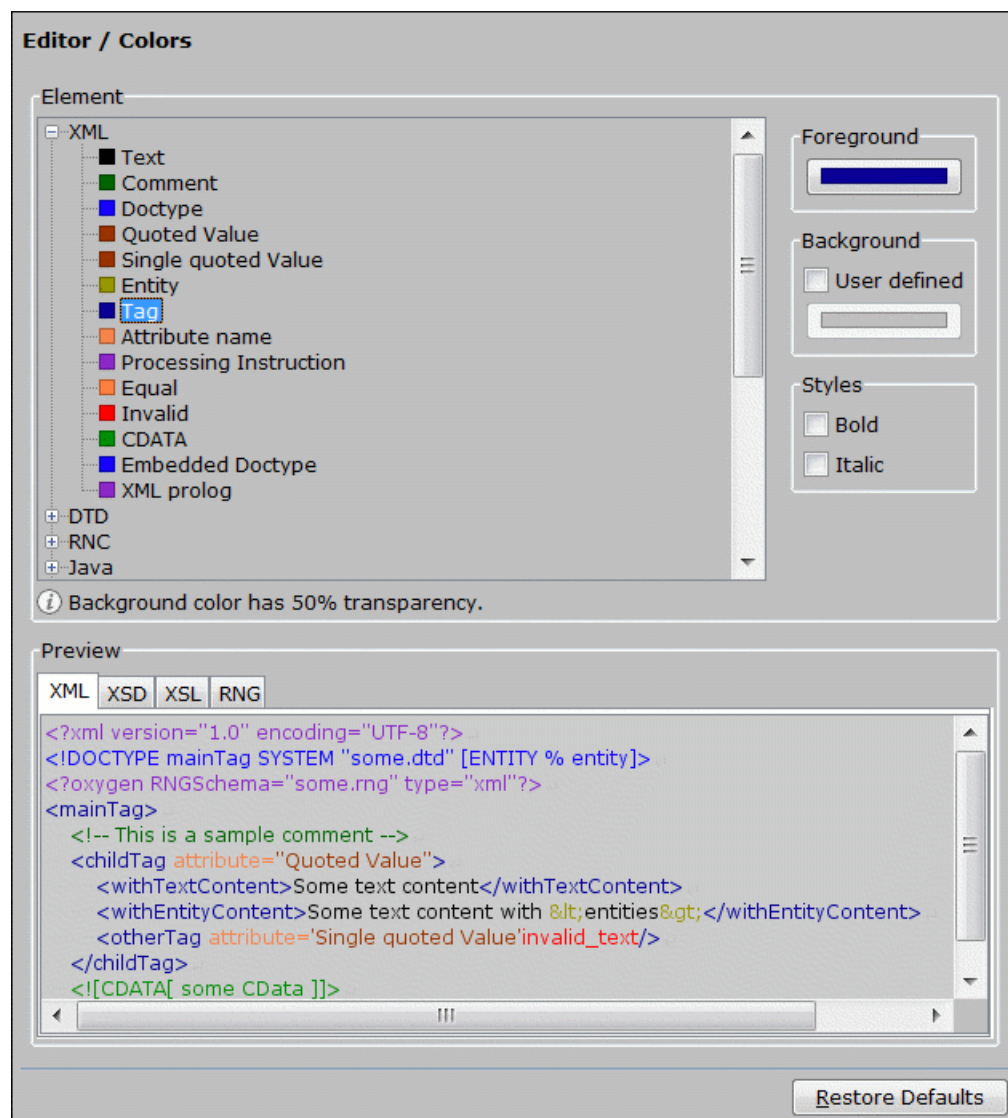 Editor / Colors
Element
XML
Text
Comment
Doctype
Quoted Value
Single quoted Value
Entity
Tag
Attribute name
Processing Instruction
Equal
Invalid
CDATA
Embedded Doctype
XML prolog
DTD
RNC
Java
Background color has 50% transparency.
Foreground
Background
User defined
Styles
Bold
Italic
Preview
XML XSD XSL RNG
<?xml version="1.0" encoding="UTF-8"?>
<!DOCTYPE mainTag SYSTEM "some.dtd" [ENTITY % entity]>
<?oxygen RNGSchema="some.rng" type="xml"?>
<mainTag>
<!-- This is a sample comment -->
<childTag attribute="Quoted Value">
<withTextContent>Some text content</withTextContent>
<withEntityContent>Some text content with &lt;entities&gt;</withEntityContent>
<otherTag attribute='Single quoted Value'invalid_text/>
</childTag>
<![CDATA[ some CData ]]>
Restore Defaults